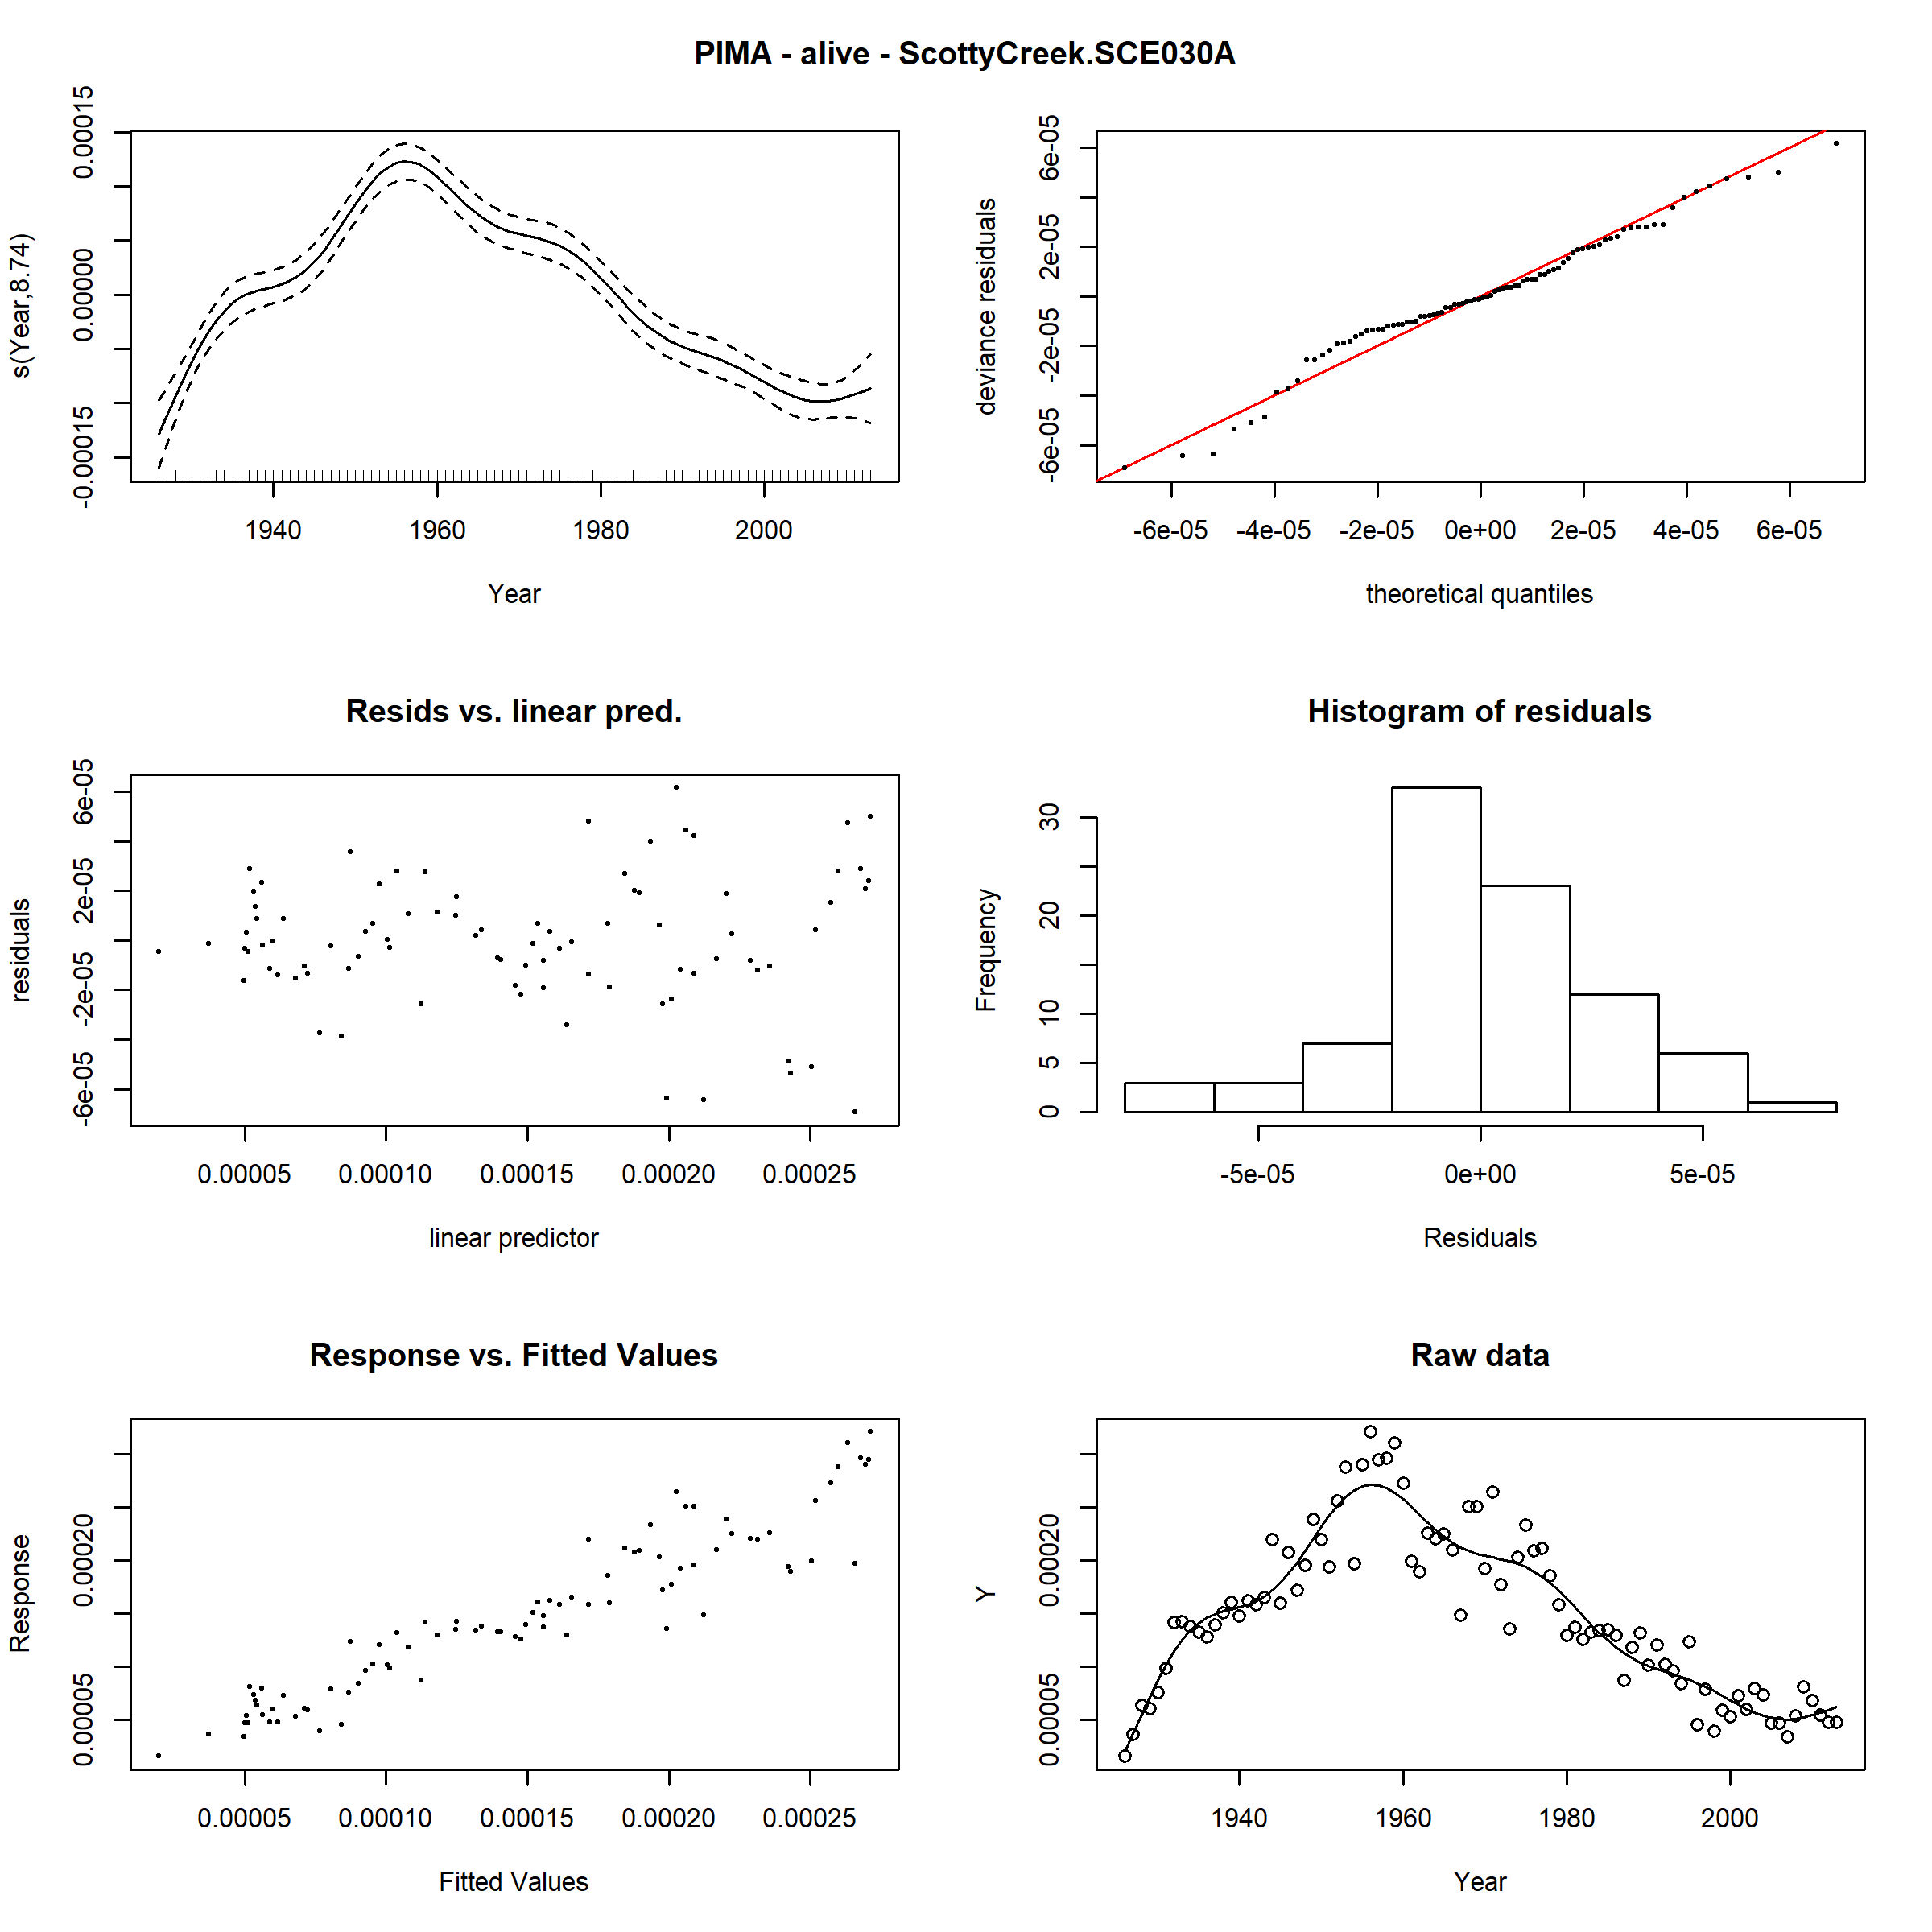 PIMA - alive - ScottyCreek.SCE030A
s(Year,8.74)
-0.00015 0.00000 0.00015
1940 1960 1980 2000
Year
deviance residuals
-6e-05 -2e-05 2e-05 6e-05
-6e-05 -4e-05 -2e-05 0e+00 2e-05 4e-05 6e-05
theoretical quantiles
Resids vs. linear pred.
residuals
-6e-05 -2e-05 2e-05 6e-05
0.00005 0.00010 0.00015 0.00020 0.00025
linear predictor
Histogram of residuals
Frequency
0 5 10 20 30
-5e-05 0e+00 5e-05
Residuals
Response vs. Fitted Values
Response
0.00005 0.00020
0.00005 0.00010 0.00015 0.00020 0.00025
Fitted Values
Raw data
Y
0.00005 0.00020
1940 1960 1980 2000
Year